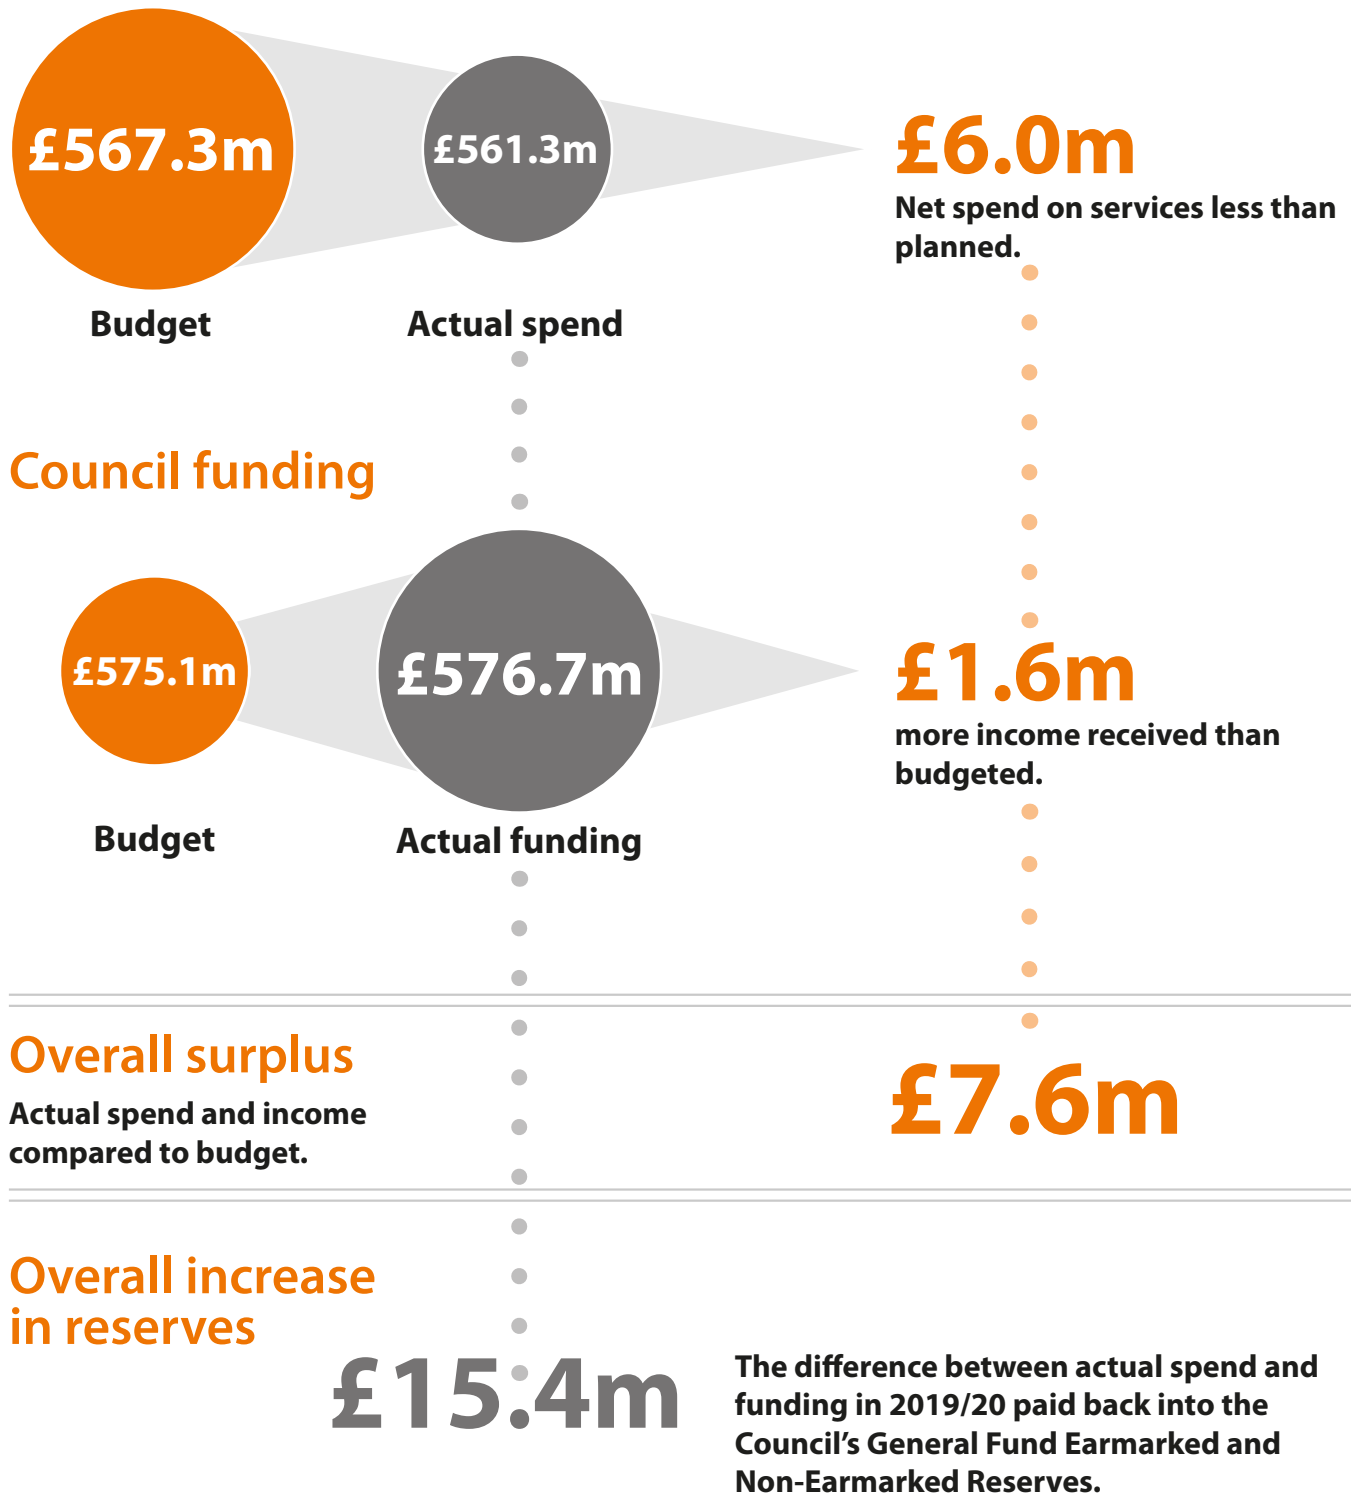 £567.3m
£561.3m
£6.0m
Net spend on services less than
planned.
Budget
Actual spend
Council funding
£575.1m
£576.7m
£1.6m
more income received than
budgeted.
Budget
Actual funding
Overall surplus
Actual spend and income
compared to budget.
£7.6m
Overall increase
in reserves
£15.4m
The difference between actual spend and
funding in 2019/20 paid back into the
Council’s General Fund Earmarked and
Non-Earmarked Reserves.